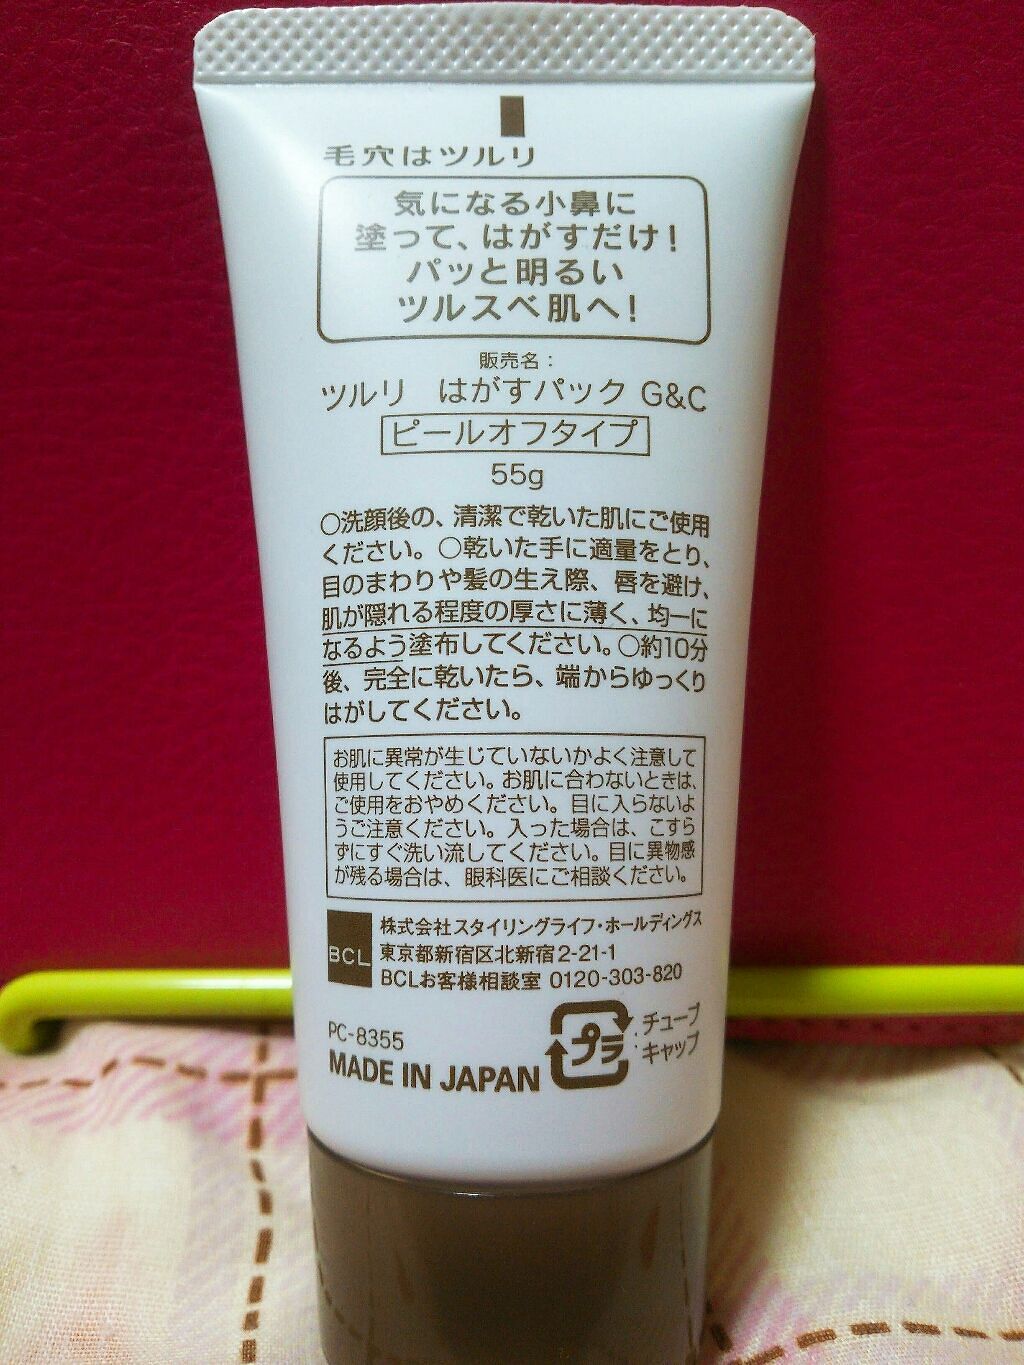 毛穴はツルリ
気になる小鼻に
塗って、はがすだけ!
パッと明るい
ツルスベ肌へ!
販売名:
ツルリ はがすパック G&C
ピールオフタイプ
55g
○洗顔後の、清潔で乾いた肌にご使用
ください。○乾いた手に適量をとり、
目のまわりや髪の生え際、唇を避け、
肌が隠れる程度の厚さに薄く、均一に
なるよう塗布してください。○約10分
後、完全に乾いたら、端からゆっくり
はがしてください。
お肌に異常が生じていないかよく注意して
使用してください。お肌に合わないときは、
ご使用をおやめください。目に入らないよ
うご注意ください。入った場合は、こすら
ずにすぐ洗い流してください。目に異物感
が残る場合は、眼科医にご相談ください。
BCL
株式会社スタイリングライフ・ホールディングス
東京都新宿区北新宿2-21-1
BCLお客様相談室 0120-303-820
PC-8355
MADE IN JAPAN
プラ
:チューブ
:キャップ